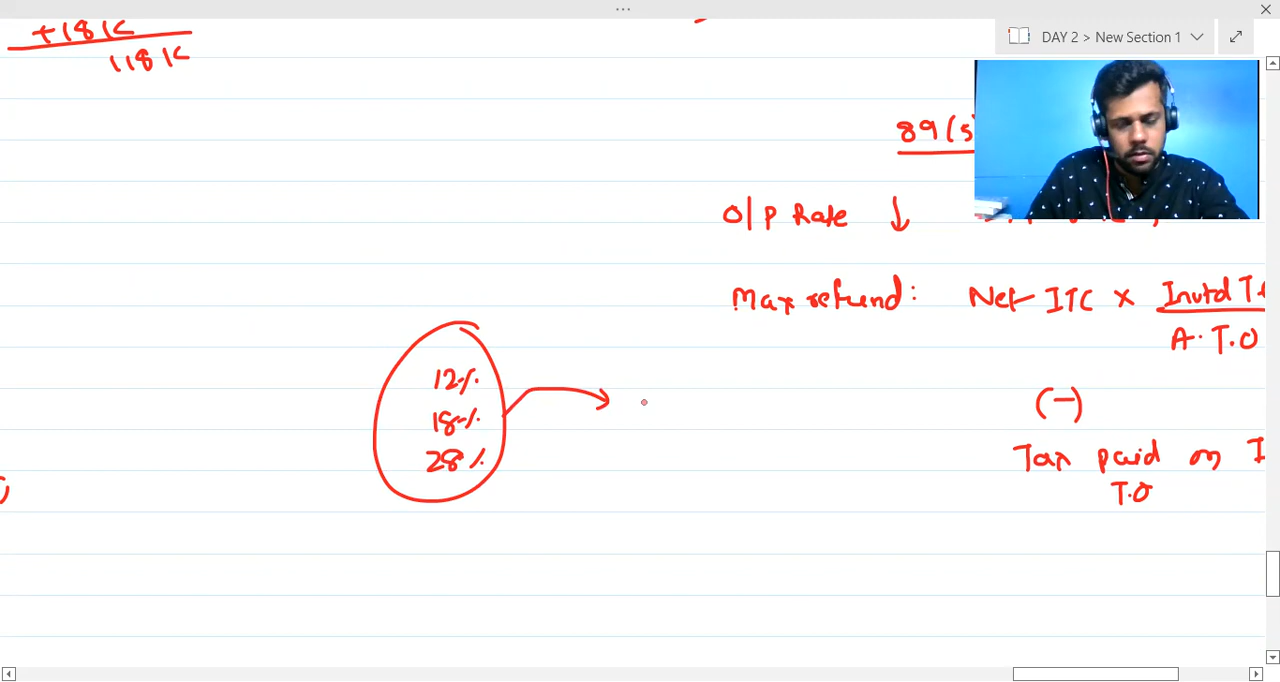 +18K
118K
DAY 2 > New Section 1
89(5)
O/P Rate ↓
Max refund: Net ITC X Invtd T.
A.T.O
12%
18%
28%
(-)
Tax paid on I
T.O